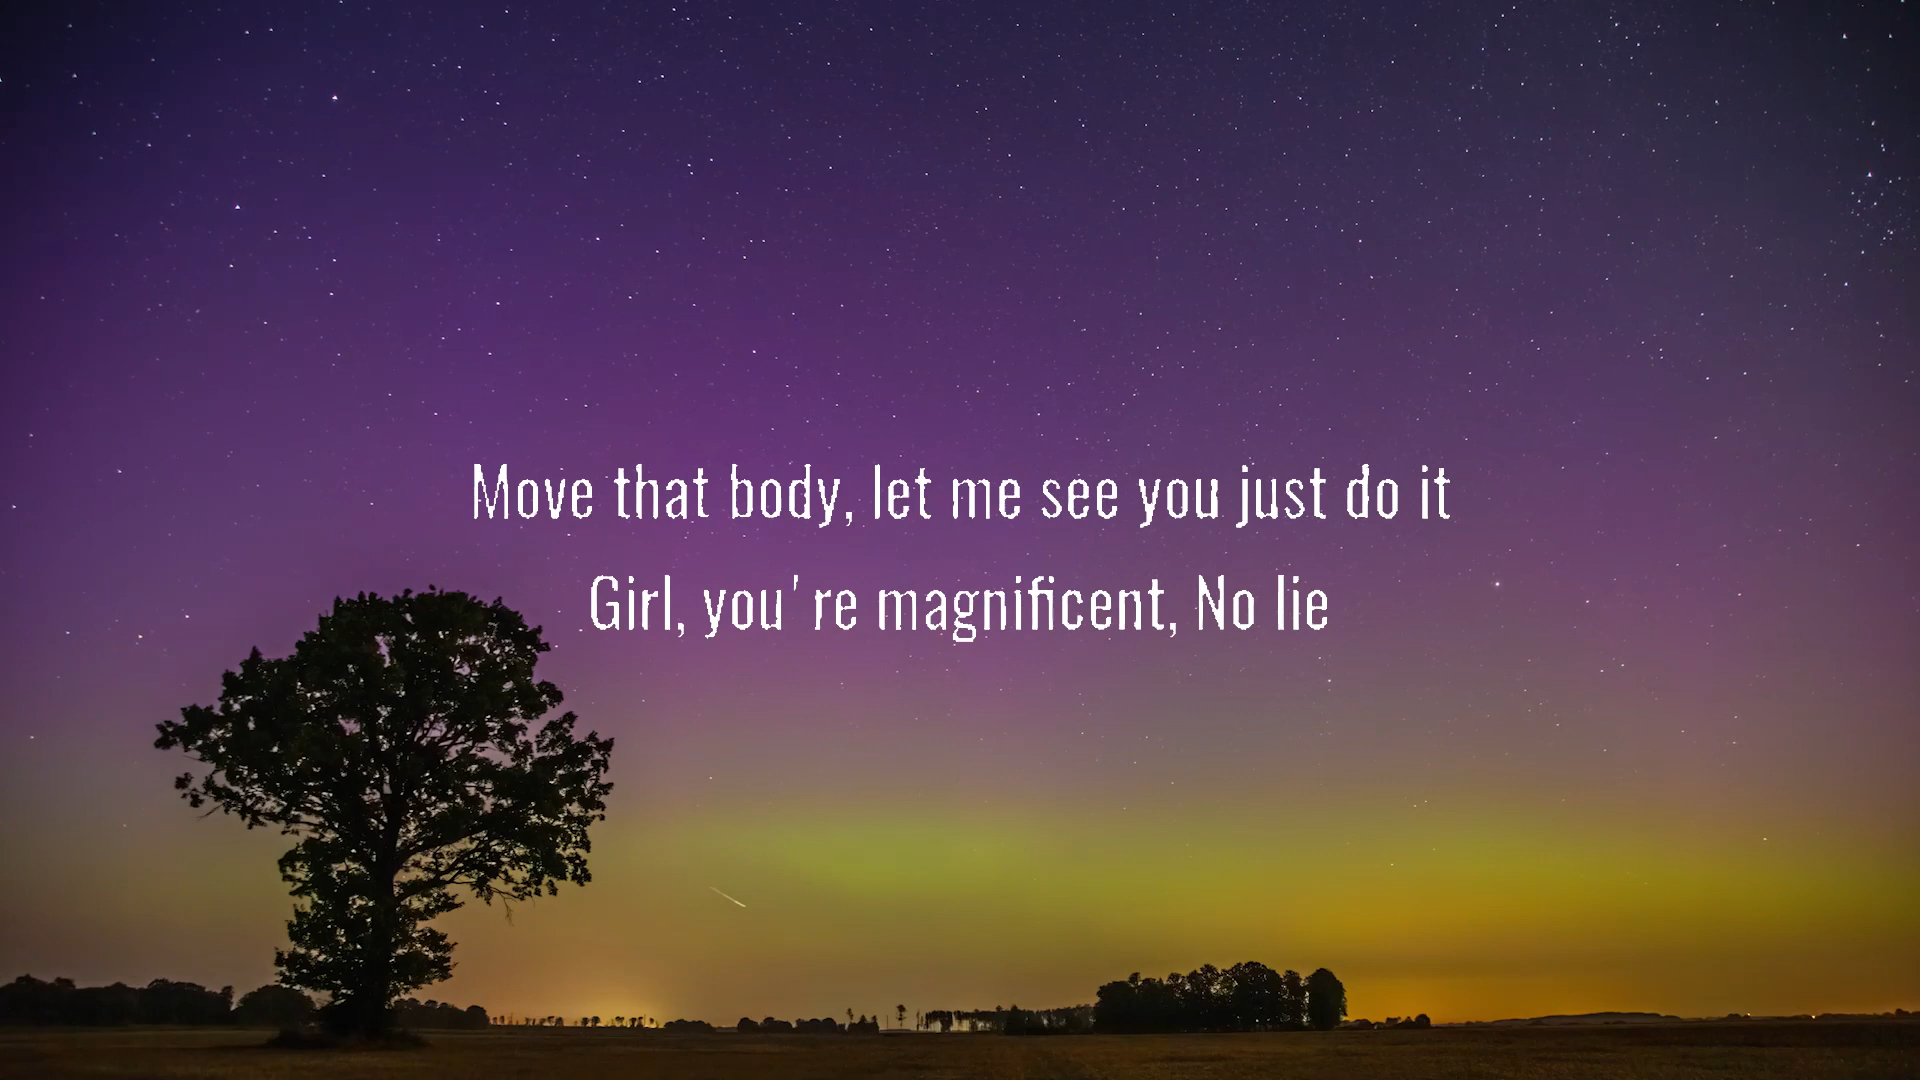 Move that body, let me see you just do it
Girl, you're magnificent, No lie